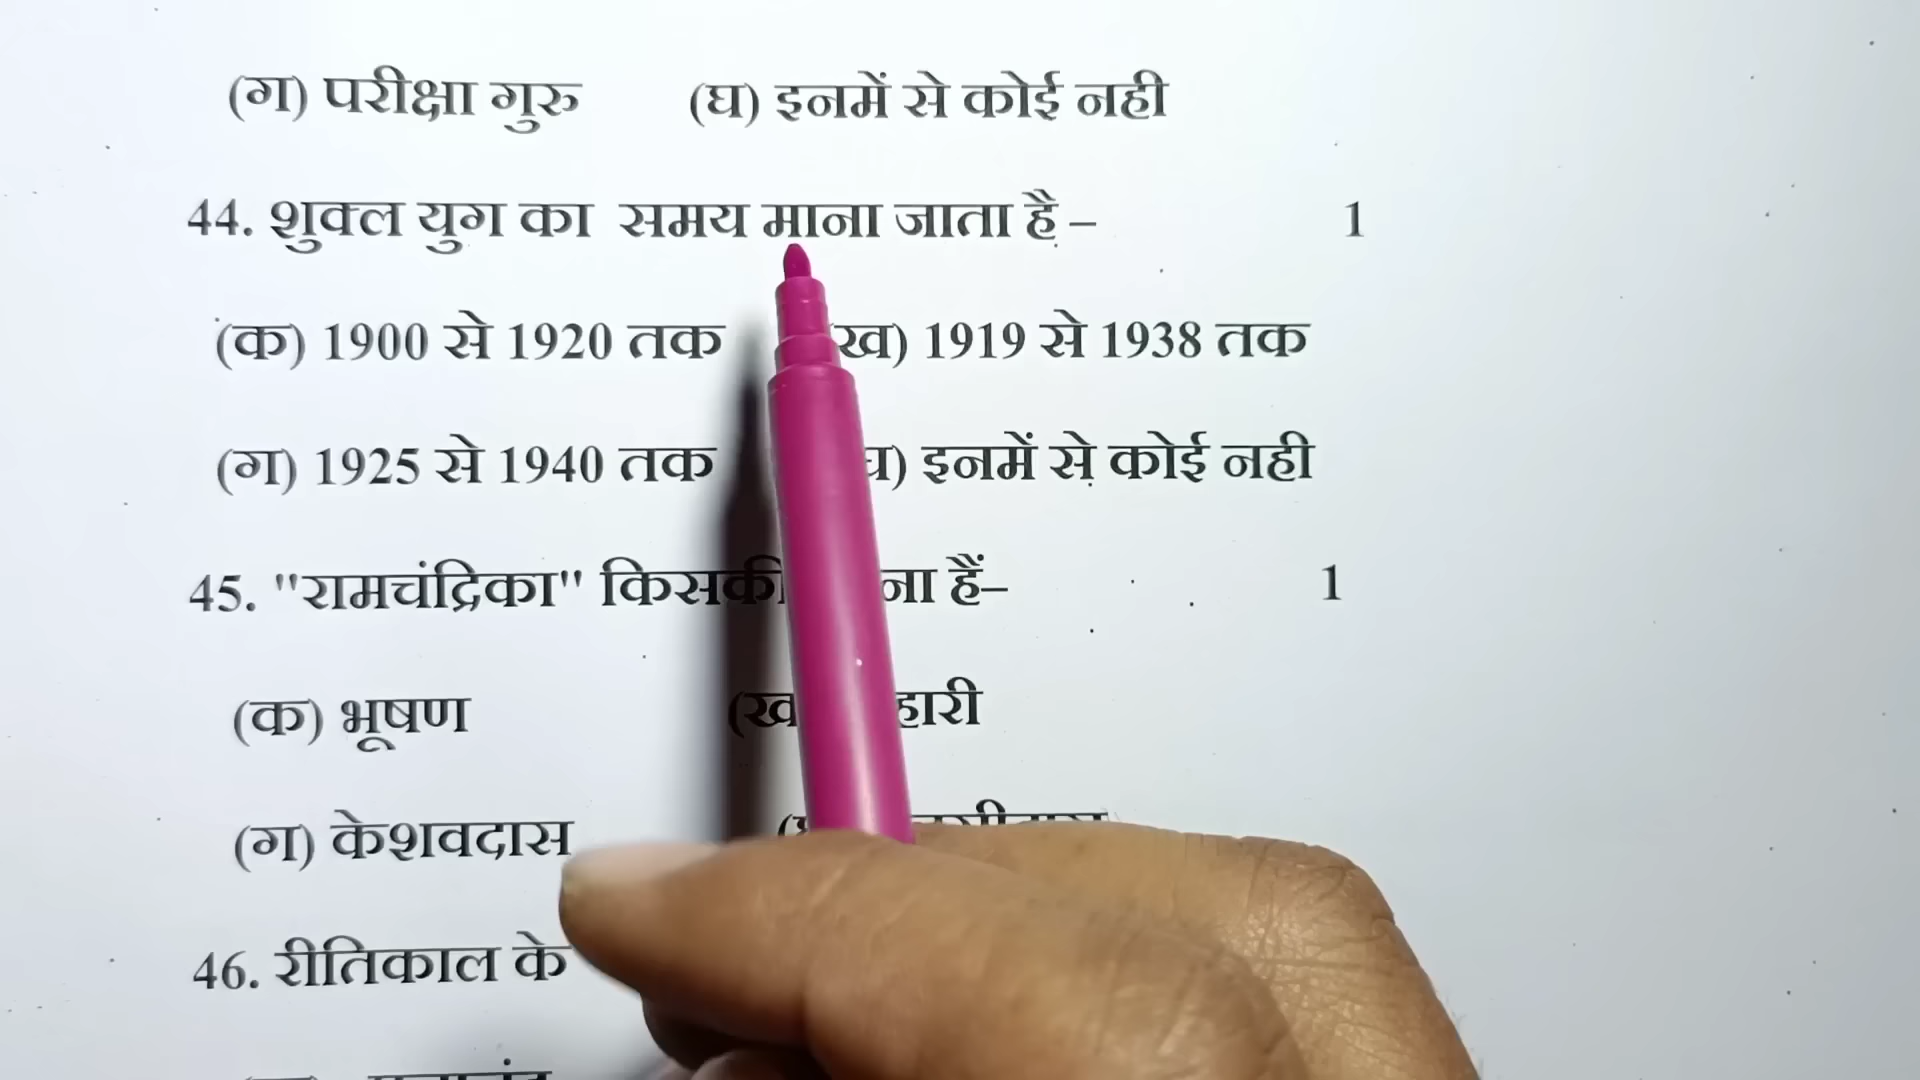 (ग) परीक्षा गुरु (घ) इनमें से कोई नही
44. शुक्ल युग का समय माना जाता है – 1
(क) 1900 से 1920 तक ख) 1919 से 1938 तक
(ग) 1925 से 1940 तक इनमें से कोई नही
45. "रामचंद्रिका" किसकी हैं– 1
(क) भूषण (ख
(ग) केशवदास
46. रीतिकाल के